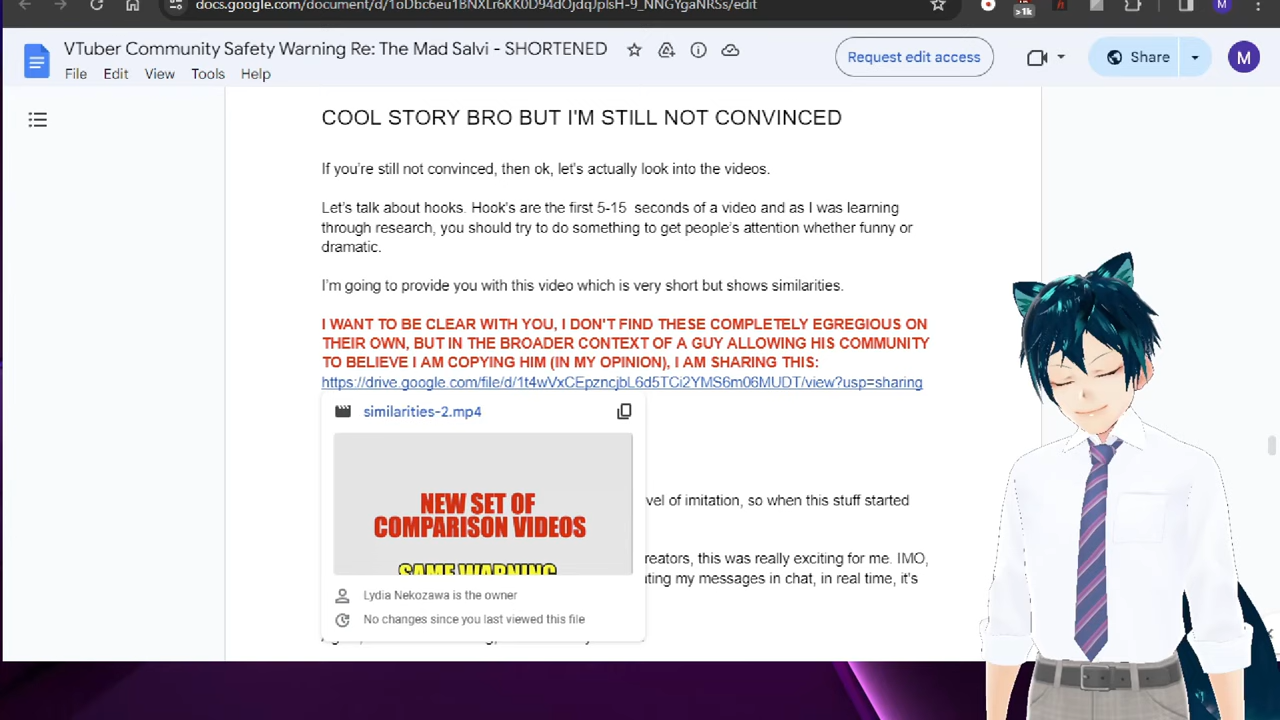 VTuber Community Safety Warning Re: The Mad Salvi - SHORTENED
File Edit View Tools Help
Request edit access
Share
M
>1k
COOL STORY BRO BUT I'M STILL NOT CONVINCED
If you're still not convinced, then ok, let's actually look into the videos.
Let's talk about hooks. Hook's are the first 5-15 seconds of a video and as I was learning
through research, you should try to do something to get people's attention whether funny or
dramatic.
I'm going to provide you with this video which is very short but shows similarities.
I WANT TO BE CLEAR WITH YOU, I DON'T FIND THESE COMPLETELY EGREGIOUS ON
THEIR OWN, BUT IN THE BROADER CONTEXT OF A GUY ALLOWING HIS COMMUNITY
TO BELIEVE I AM COPYING HIM (IN MY OPINION), I AM SHARING THIS:
https://drive.google.com/file/d/1t4wVxCEpzncjbL6d5TCi2YMS6m06MUDT/view?usp=sharing
similarities-2.mp4
NEW SET OF
COMPARISON VIDEOS
SAME WARNING
Lydia Nekozawa is the owner
No changes since you last viewed this file
vel of imitation, so when this stuff started
reators, this was really exciting for me. IMO,
ting my messages in chat, in real time, it's